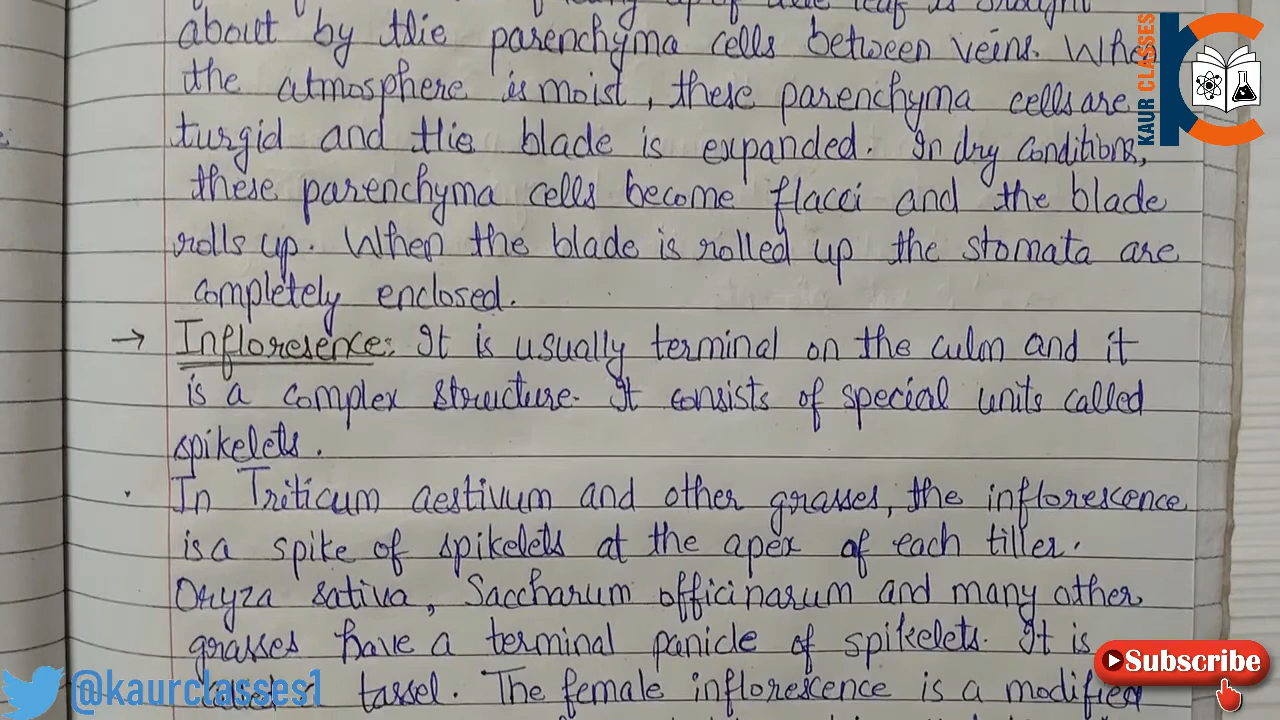 leaf is brought
about by the parenchyma cells between veins. When
the atmosphere is moist, these parenchyma cells are
turgid and the blade is expanded. In dry conditions,
these parenchyma cells become flacci and the blade
rolls up. When the blade is rolled up the stomata are
completely enclosed.
→ Infloresence: It is usually terminal on the culm and it
is a complex structure. It consists of special units called
spikelets.
In Triticum aestivum and other grasses, the inflorescence
is a spike of spikelets at the apex of each tiller.
Oryza sativa, Saccharum officinarum and many other
grasses have a terminal panicle of spikelets. It is
tassel. The female inflorescence is a modified
KAUR CLASSES
Subscribe
@kaurclasses1